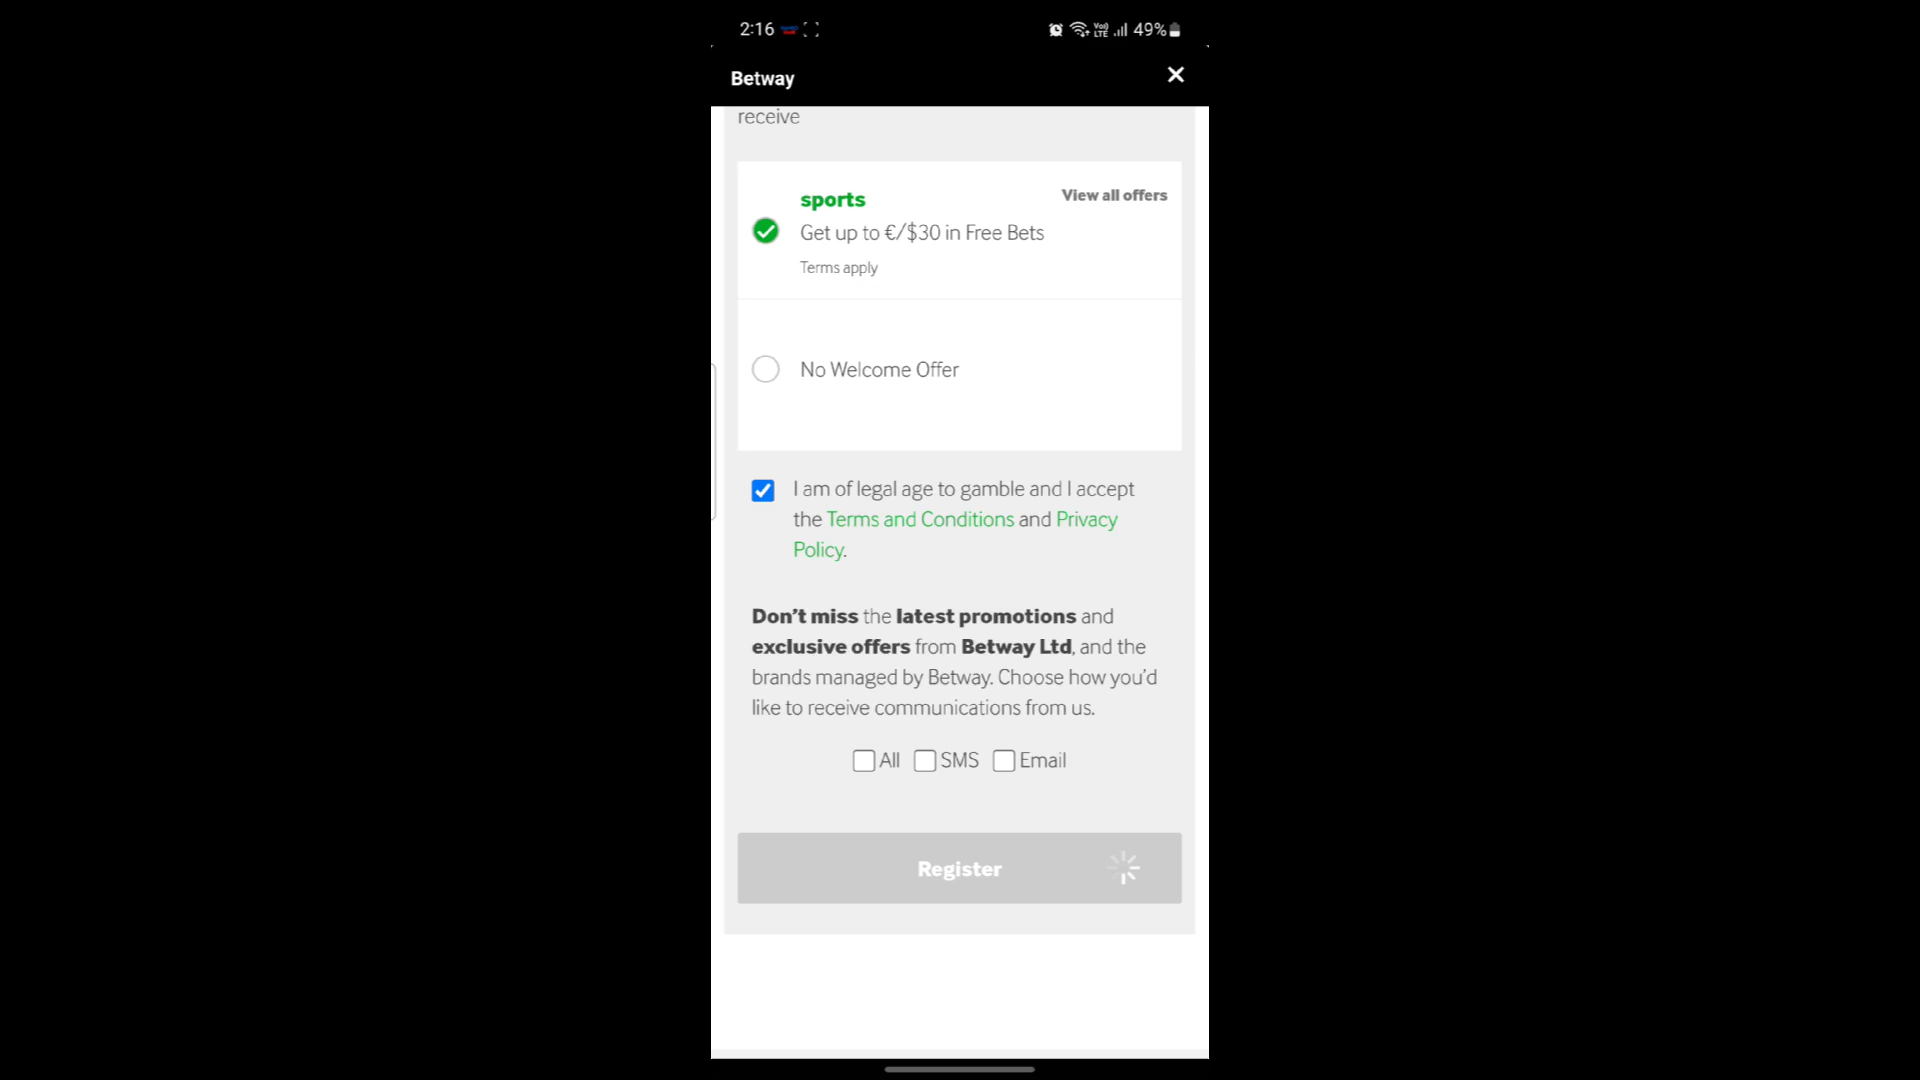 2:16
Vo)) LTE 49%
Betway
receive
sports
View all offers
Get up to €/$30 in Free Bets
Terms apply
No Welcome Offer
I am of legal age to gamble and I accept
the Terms and Conditions and Privacy
Policy.
Don't miss the latest promotions and
exclusive offers from Betway Ltd, and the
brands managed by Betway. Choose how you'd
like to receive communications from us.
All SMS Email
Register